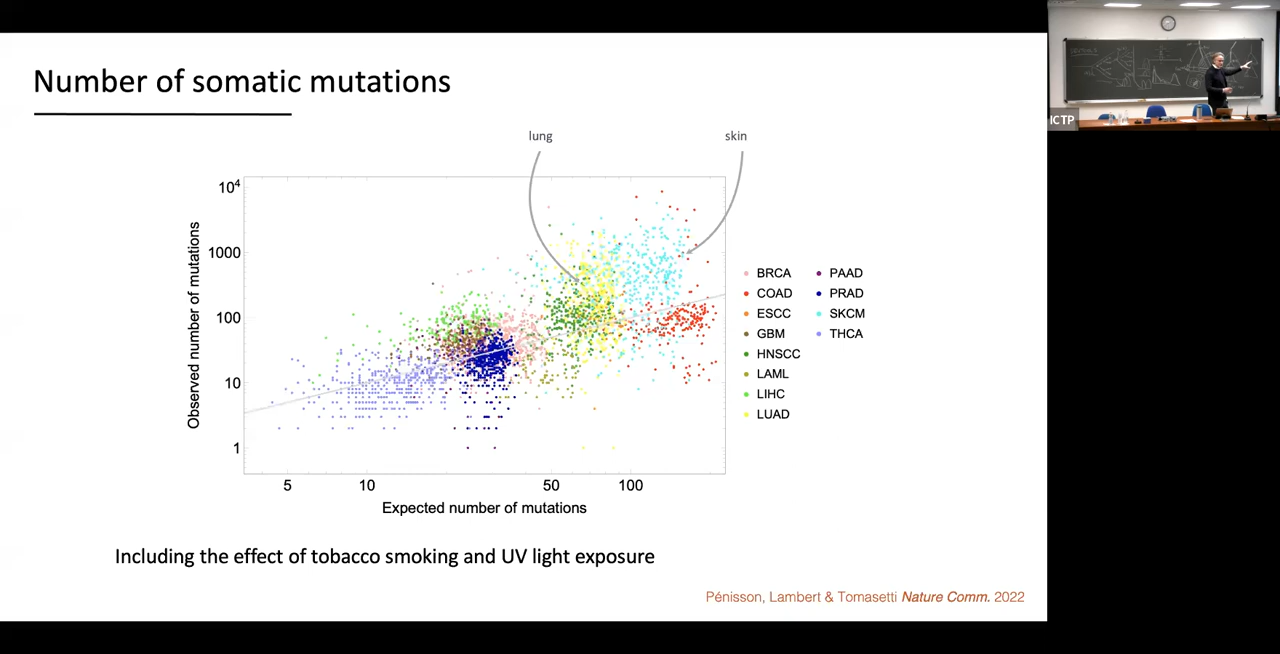 Number of somatic mutations
lung
skin
10^4
1000
100
10
1
Observed number of mutations
5
10
50
100
Expected number of mutations
BRCA
COAD
ESCC
GBM
HNSCC
LAML
LIHC
LUAD
PAAD
PRAD
SKCM
THCA
Including the effect of tobacco smoking and UV light exposure
Pénisson, Lambert & Tomasetti Nature Comm. 2022
ICTP